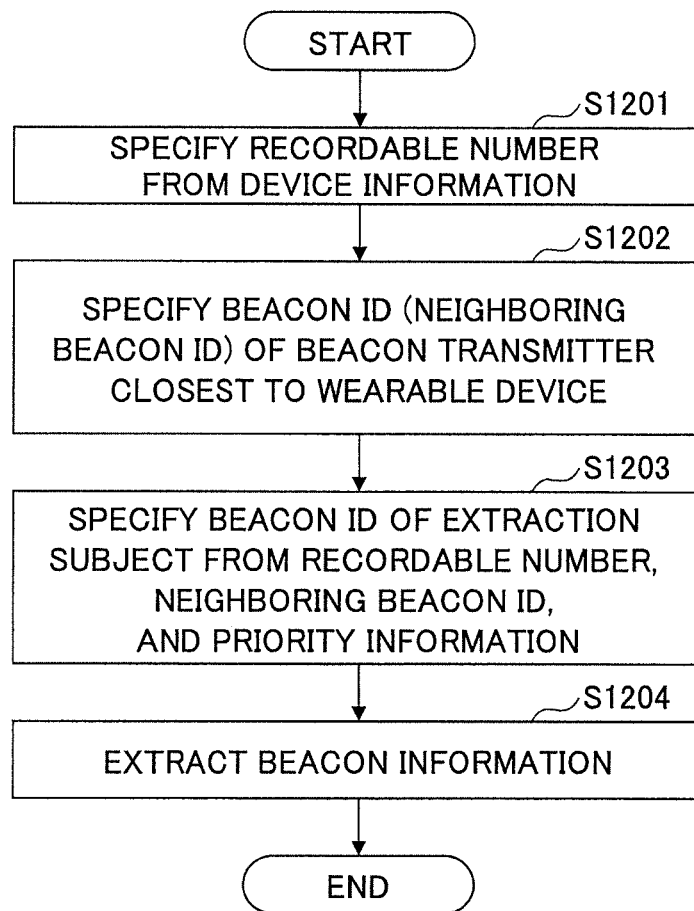 START
S1201
SPECIFY RECORDABLE NUMBER
FROM DEVICE INFORMATION
S1202
SPECIFY BEACON ID (NEIGHBORING
BEACON ID) OF BEACON TRANSMITTER
CLOSEST TO WEARABLE DEVICE
S1203
SPECIFY BEACON ID OF EXTRACTION
SUBJECT FROM RECORDABLE NUMBER,
NEIGHBORING BEACON ID,
AND PRIORITY INFORMATION
S1204
EXTRACT BEACON INFORMATION
END